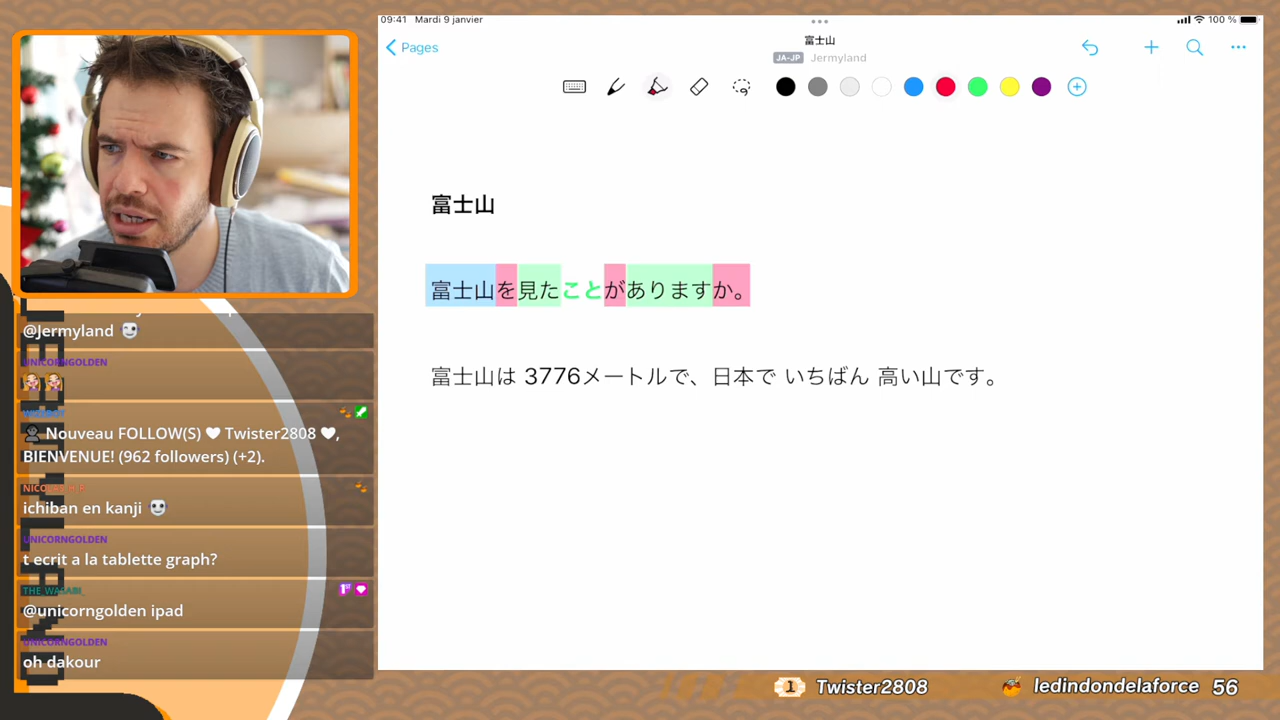 09:41 Mardi 9 janvier
100 %
Pages
富士山
JA-JP Jermyland
富士山
富士山を見たことがありますか。
富士山は 3776メートルで、日本で いちばん 高い山です。
@Jermyland
UNICORNGOLDEN
Nouveau FOLLOW(S) Twister2808 ,
BIENVENUE! (962 followers) (+2).
ichiban en kanji
UNICORNGOLDEN
t ecrit a la tablette graph?
THE_WASABI_
@unicorngolden ipad
UNICORNGOLDEN
oh dakour
1 Twister2808
ledindondelaforce 56